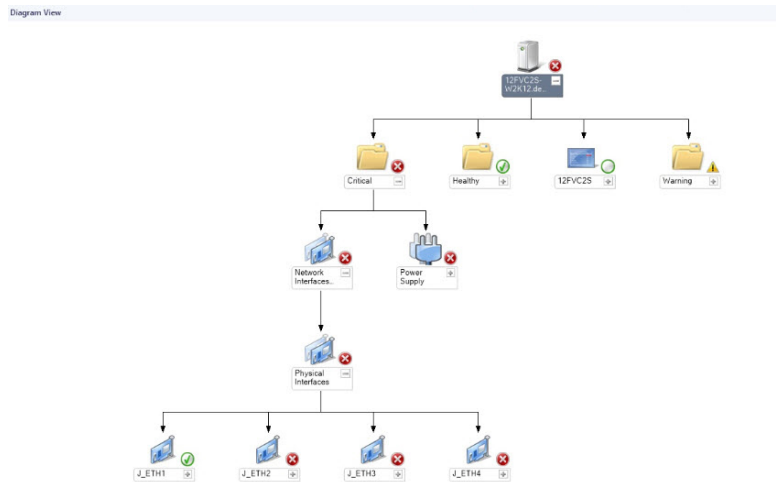 Diagram View
12FVC2S-
W2K12.de..
Critical
Healthy
12FVC2S
Warning
Network
Interfaces..
Power
Supply
Physical
Interfaces
J_ETH1
J_ETH2
J_ETH3
J_ETH4